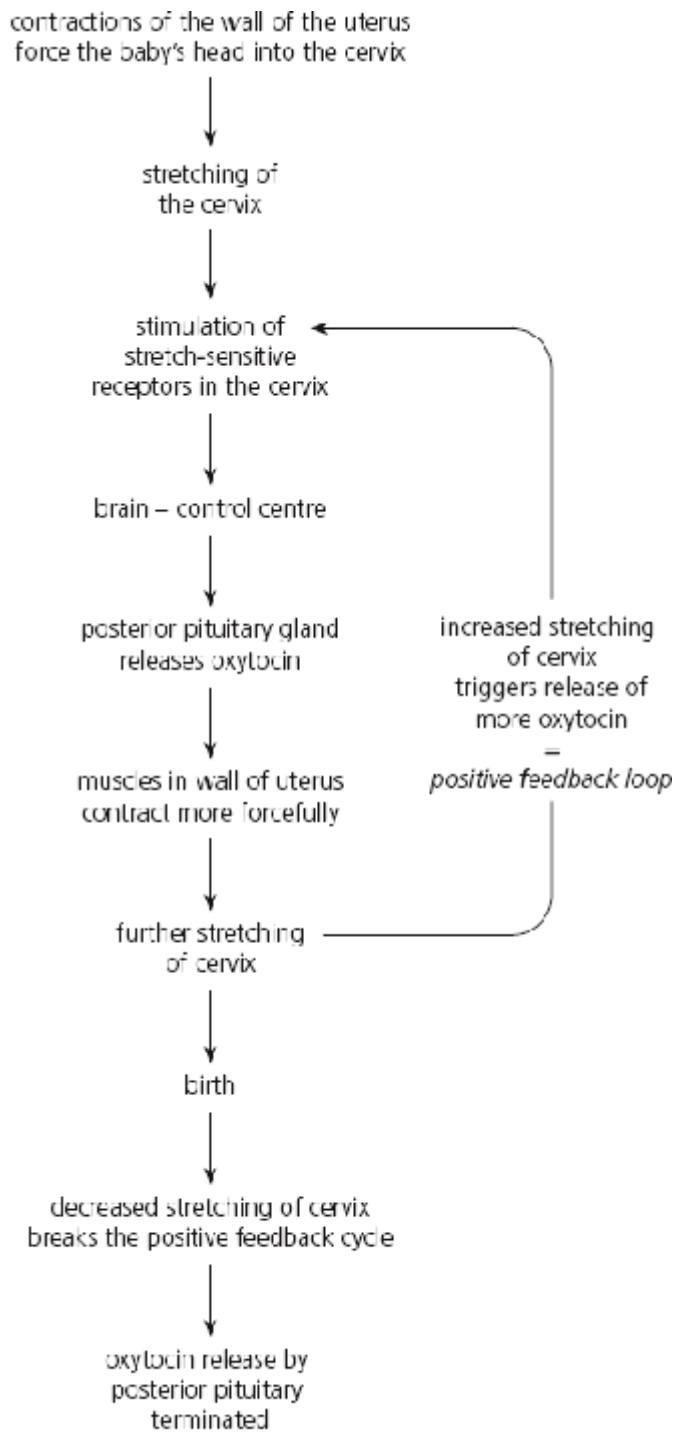 contractions of the wall of the uterus
force the baby's head into the cervix
stretching of
the cervix
stimulation of
stretch-sensitive
receptors in the cervix
brain – control centre
posterior pituitary gland
releases oxytocin
muscles in wall of uterus
contract more forcefully
further stretching
of cervix
increased stretching
of cervix
triggers release of
more oxytocin
=
positive feedback loop
birth
decreased stretching of cervix
breaks the positive feedback cycle
oxytocin release by
posterior pituitary
terminated